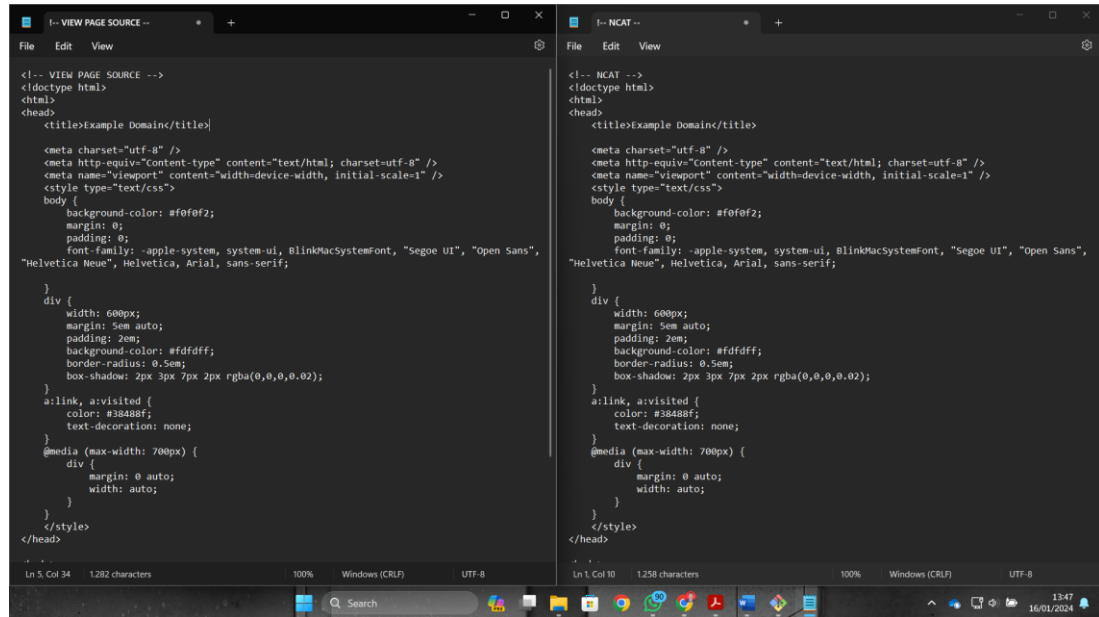 !-- VIEW PAGE SOURCE --
File Edit View
<!-- VIEW PAGE SOURCE -->
<!doctype html>
<html>
<head>
    <title>Example Domain</title>

    <meta charset="utf-8" />
    <meta http-equiv="Content-type" content="text/html; charset=utf-8" />
    <meta name="viewport" content="width=device-width, initial-scale=1" />
    <style type="text/css">
    body {
        background-color: #f0f0f2;
        margin: 0;
        padding: 0;
        font-family: -apple-system, system-ui, BlinkMacSystemFont, "Segoe UI", "Open Sans",
"Helvetica Neue", Helvetica, Arial, sans-serif;

    }
    div {
        width: 600px;
        margin: 5em auto;
        padding: 2em;
        background-color: #fdfdff;
        border-radius: 0.5em;
        box-shadow: 2px 3px 7px 2px rgba(0,0,0,0.02);
    }
    a:link, a:visited {
        color: #38488f;
        text-decoration: none;
    }
    @media (max-width: 700px) {
        div {
            margin: 0 auto;
            width: auto;
        }
    }
    </style>
</head>
Ln 5, Col 34 1.282 characters 100% Windows (CRLF) UTF-8
!-- NCAT --
File Edit View
<!-- NCAT -->
<!doctype html>
<html>
<head>
    <title>Example Domain</title>

    <meta charset="utf-8" />
    <meta http-equiv="Content-type" content="text/html; charset=utf-8" />
    <meta name="viewport" content="width=device-width, initial-scale=1" />
    <style type="text/css">
    body {
        background-color: #f0f0f2;
        margin: 0;
        padding: 0;
        font-family: -apple-system, system-ui, BlinkMacSystemFont, "Segoe UI", "Open Sans",
"Helvetica Neue", Helvetica, Arial, sans-serif;

    }
    div {
        width: 600px;
        margin: 5em auto;
        padding: 2em;
        background-color: #fdfdff;
        border-radius: 0.5em;
        box-shadow: 2px 3px 7px 2px rgba(0,0,0,0.02);
    }
    a:link, a:visited {
        color: #38488f;
        text-decoration: none;
    }
    @media (max-width: 700px) {
        div {
            margin: 0 auto;
            width: auto;
        }
    }
    </style>
</head>
Ln 1, Col 10 1.258 characters 100% Windows (CRLF) UTF-8
Search
90
13:47
16/01/2024